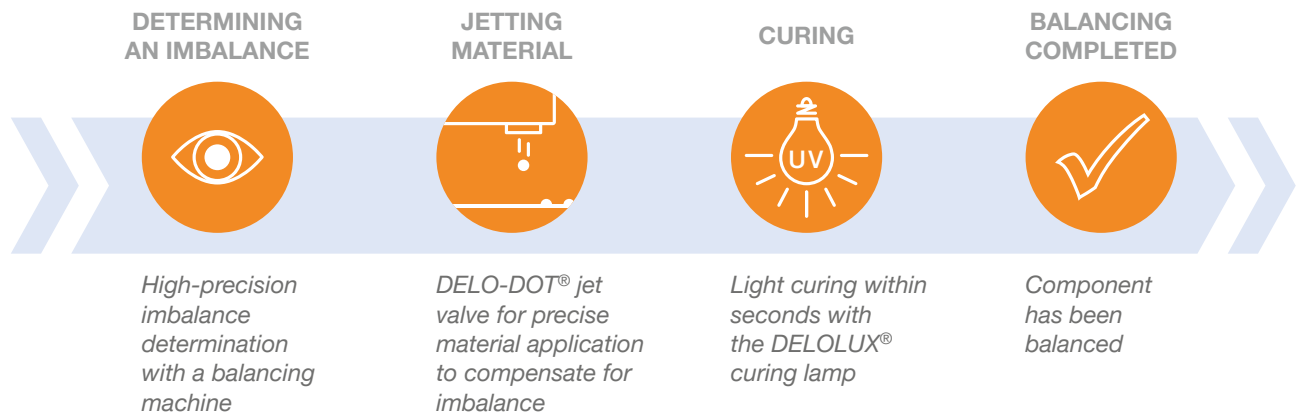 DETERMINING
AN IMBALANCE
JETTING
MATERIAL
CURING
BALANCING
COMPLETED
UV
High-precision
imbalance
determination
with a balancing
machine
DELO-DOT® jet
valve for precise
material application
to compensate for
imbalance
Light curing within
seconds with
the DELOLUX®
curing lamp
Component
has been
balanced